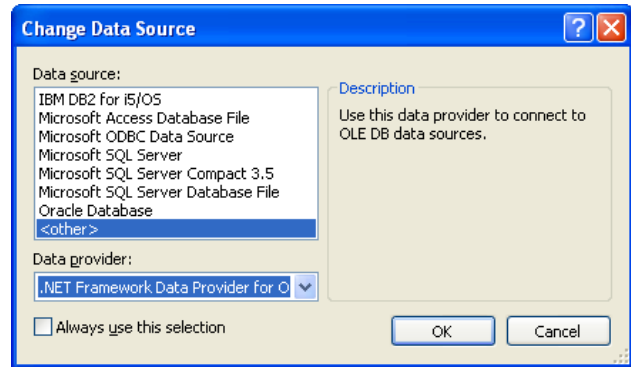 Change Data Source
Data source:
IBM DB2 for i5/OS
Microsoft Access Database File
Microsoft ODBC Data Source
Microsoft SQL Server
Microsoft SQL Server Compact 3.5
Microsoft SQL Server Database File
Oracle Database
<other>
Data provider:
.NET Framework Data Provider for O
Always use this selection
Description
Use this data provider to connect to
OLE DB data sources.
OK
Cancel